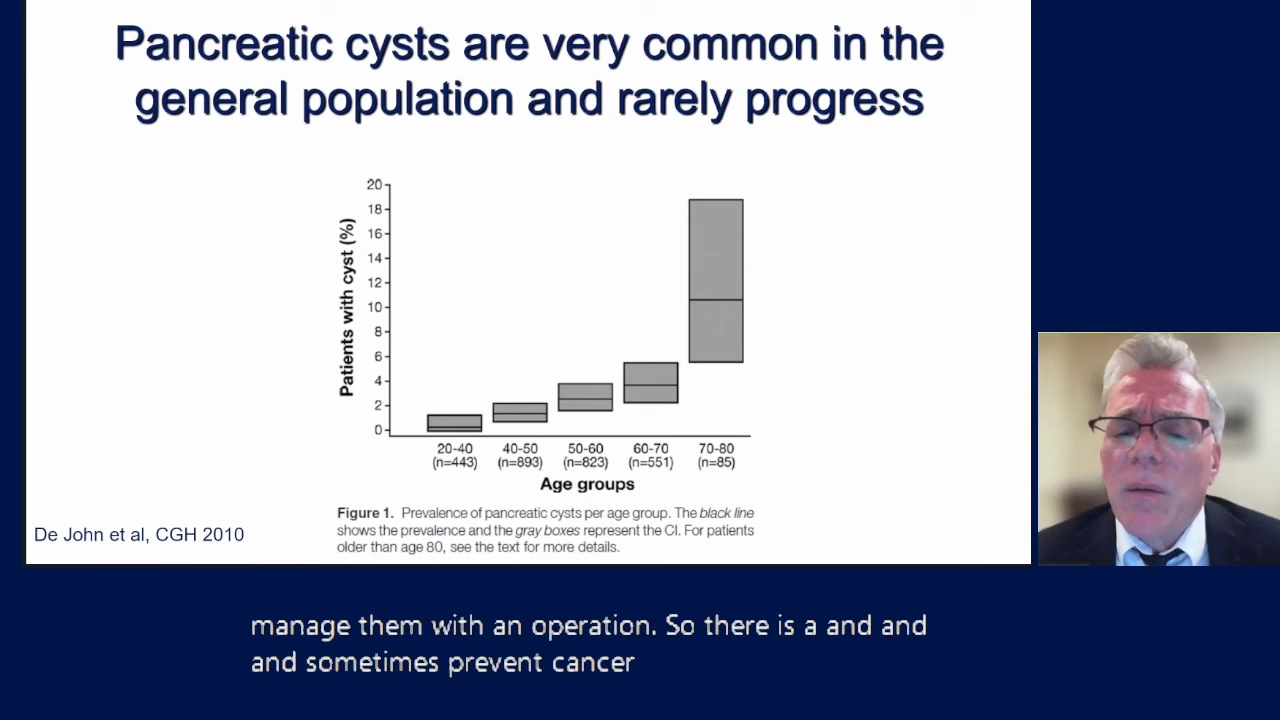 Pancreatic cysts are very common in the
general population and rarely progress
20
18
16
14
12
10
8
6
4
2
0
Patients with cyst (%)
20-40 40-50 50-60 60-70 70-80
(n=443) (n=893) (n=823) (n=551) (n=85)
Age groups
Figure 1. Prevalence of pancreatic cysts per age group. The black line
shows the prevalence and the gray boxes represent the CI. For patients
older than age 80, see the text for more details.
De John et al, CGH 2010
manage them with an operation. So there is a and and
and sometimes prevent cancer